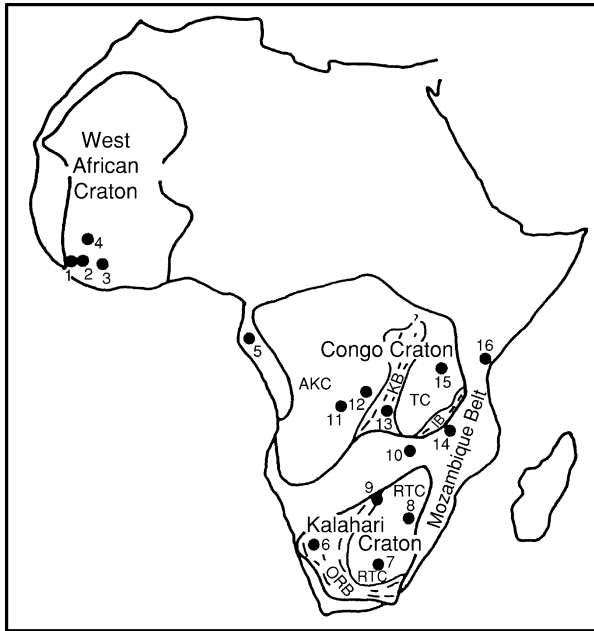 West
African
Craton
4
1
2
3
5
16
Congo Craton
KB
15
AKC
12
TC
11
13
IB
14
10
Mozambique Belt
9
RTC
8
Kalahari
Craton
6
7
ORB
RTC